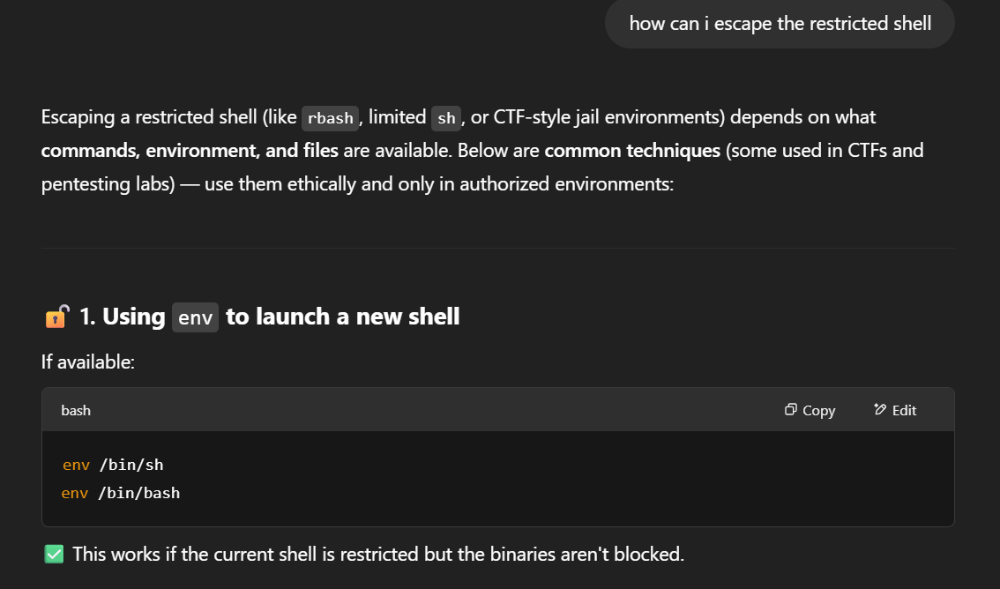 how can i escape the restricted shell
Escaping a restricted shell (like rbash, limited sh, or CTF-style jail environments) depends on what
commands, environment, and files are available. Below are common techniques (some used in CTFs and
pentesting labs) — use them ethically and only in authorized environments:
🔓 1. Using env to launch a new shell
If available:
bash
Copy
Edit
env /bin/sh
env /bin/bash
✅ This works if the current shell is restricted but the binaries aren't blocked.